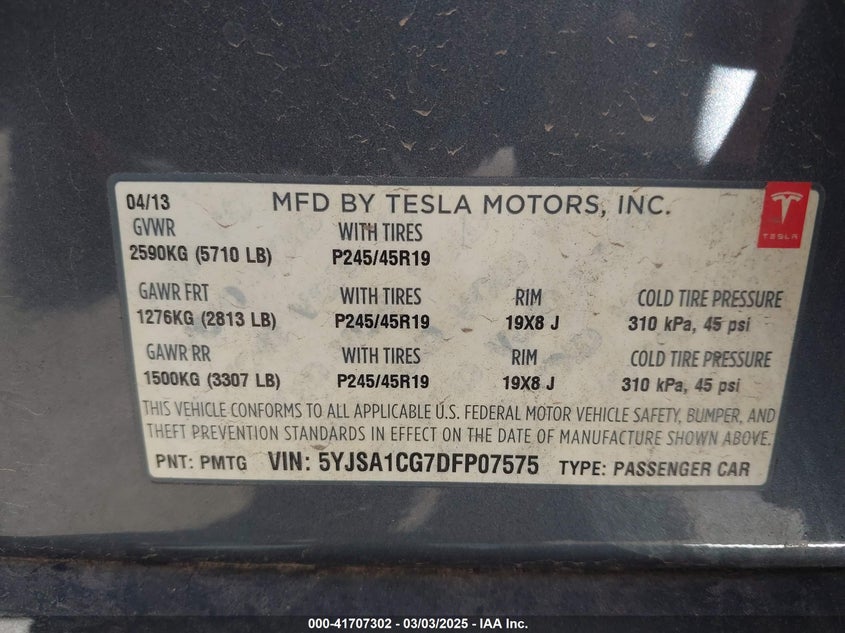 04/13 MFD BY TESLA MOTORS, INC.
TESLA
GVWR WITH TIRES
2590KG (5710 LB) P245/45R19
GAWR FRT WITH TIRES RIM COLD TIRE PRESSURE
1276KG (2813 LB) P245/45R19 19X8 J 310 kPa, 45 psi
GAWR RR WITH TIRES RIM COLD TIRE PRESSURE
1500KG (3307 LB) P245/45R19 19X8 J 310 kPa, 45 psi
THIS VEHICLE CONFORMS TO ALL APPLICABLE U.S. FEDERAL MOTOR VEHICLE SAFETY, BUMPER, AND
THEFT PREVENTION STANDARDS IN EFFECT ON THE DATE OF MANUFACTURE SHOWN ABOVE.
PNT: PMTG VIN: 5YJSA1CG7DFP07575 TYPE: PASSENGER CAR
000-41707302 - 03/03/2025 - IAA Inc.